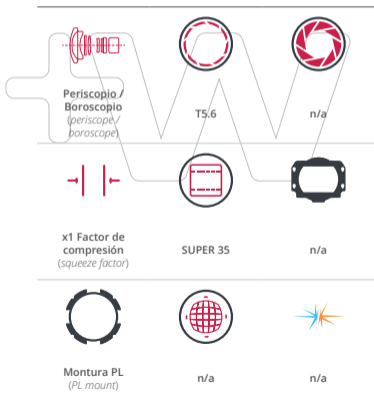 Periscopio /
Boroscopio
(periscope /
boroscope)
T5.6
n/a
x1 Factor de
compresión
(squeeze factor)
SUPER 35
n/a
Montura PL
(PL mount)
n/a
n/a